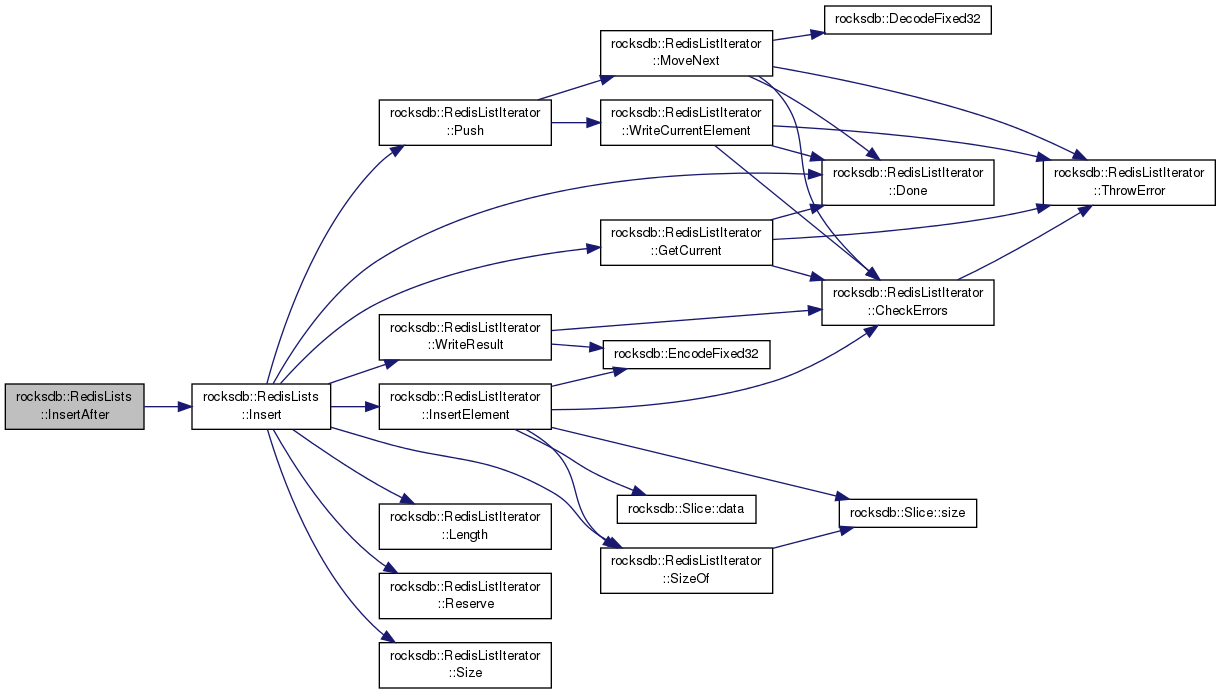 rocksdb::DecodeFixed32
rocksdb::RedisListIterator
::MoveNext
rocksdb::RedisListIterator
::Push
rocksdb::RedisListIterator
::WriteCurrentElement
rocksdb::RedisListIterator
::Done
rocksdb::RedisListIterator
::ThrowError
rocksdb::RedisListIterator
::GetCurrent
rocksdb::RedisListIterator
::CheckErrors
rocksdb::RedisListIterator
::WriteResult
rocksdb::EncodeFixed32
rocksdb::RedisLists
::InsertAfter
rocksdb::RedisLists
::Insert
rocksdb::RedisListIterator
::InsertElement
rocksdb::Slice::data
rocksdb::Slice::size
rocksdb::RedisListIterator
::Length
rocksdb::RedisListIterator
::SizeOf
rocksdb::RedisListIterator
::Reserve
rocksdb::RedisListIterator
::Size